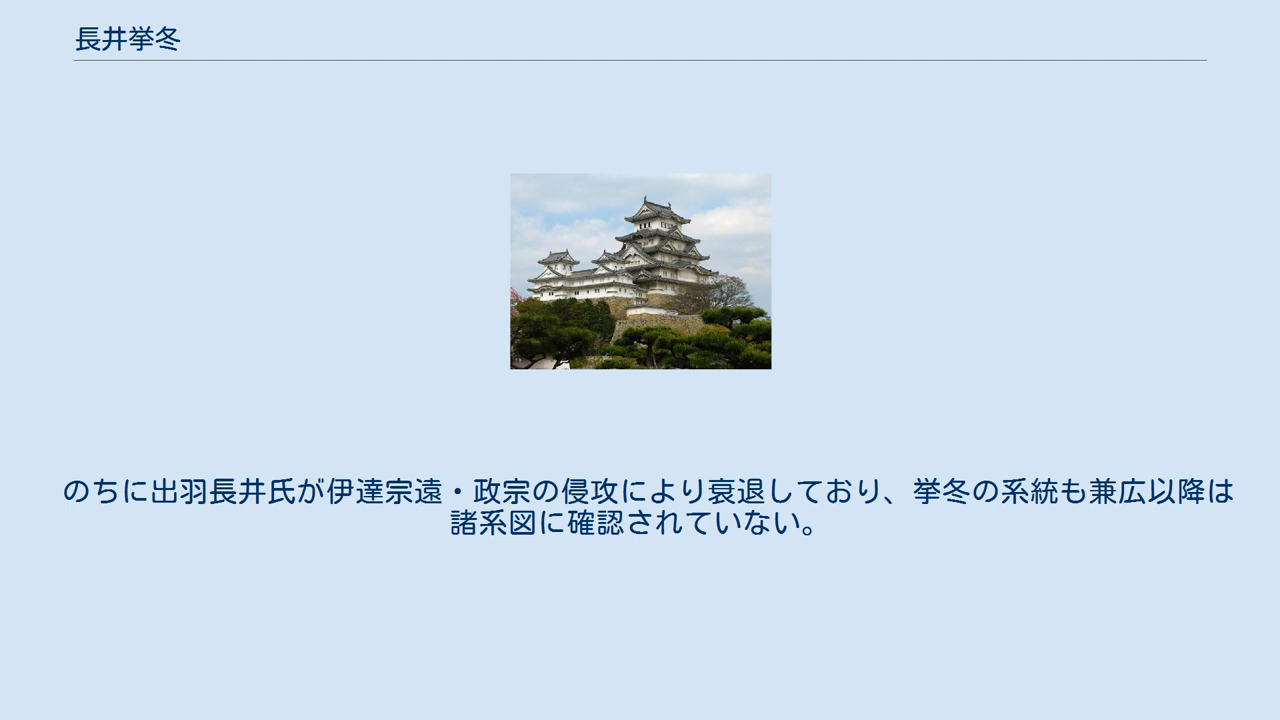 長井挙冬
のちに出羽長井氏が伊達宗遠・政宗の侵攻により衰退しており、挙冬の系統も兼広以降は
諸系図に確認されていない。